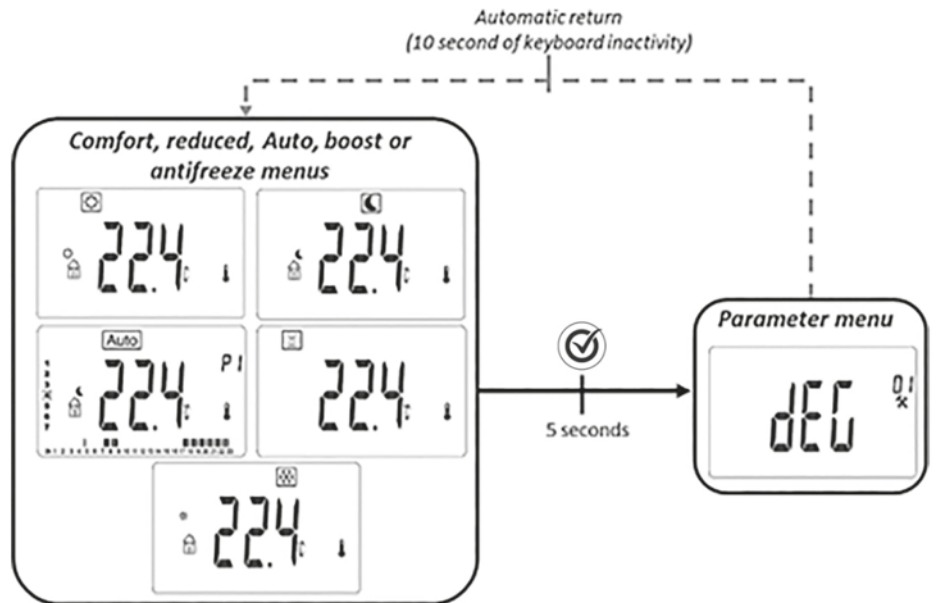 Automatic return
(10 second of keyboard inactivity)
Comfort, reduced, Auto, boost or
antifreeze menus
22.4
22.4
Auto
22.4
P1
22.4
22.4
5 seconds
Parameter menu
dEG
01